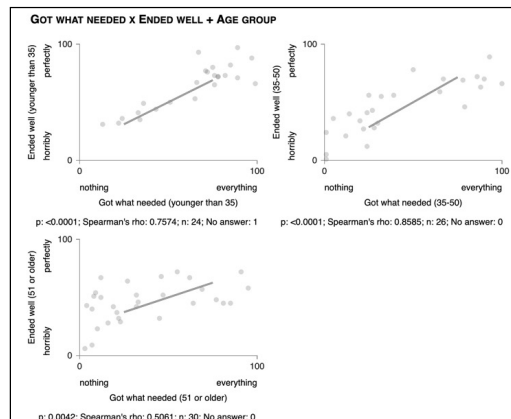 GOT WHAT NEEDED X ENDED WELL + AGE GROUP
Ended well (younger than 35)
horribly
perfectly
100
0
0
100
nothing
everything
Got what needed (younger than 35)
p: <0.0001; Spearman's rho: 0.7574; n: 24; No answer: 1
Ended well (35-50)
horribly
perfectly
100
0
0
100
nothing
everything
Got what needed (35-50)
p: <0.0001; Spearman's rho: 0.8585; n: 26; No answer: 0
Ended well (51 or older)
horribly
perfectly
100
0
0
100
nothing
everything
Got what needed (51 or older)
p: 0.0042; Spearman's rho: 0.5061; n: 30; No answer: 0